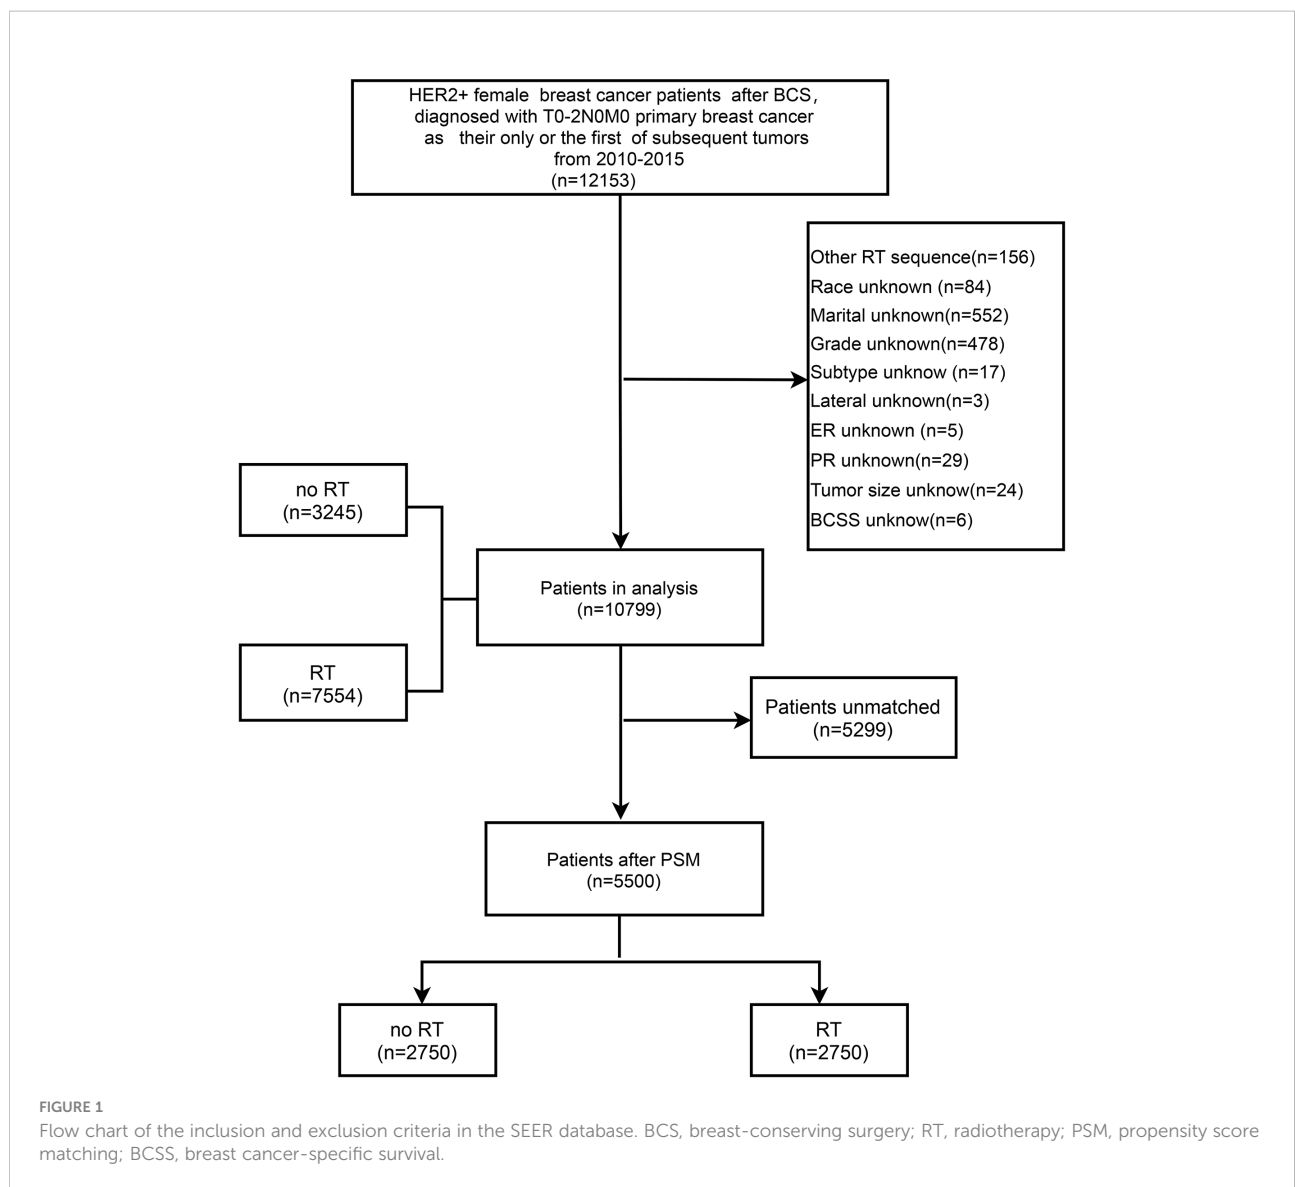 HER2+ female breast cancer patients after BCS,
diagnosed with T0-2N0M0 primary breast cancer
as their only or the first of subsequent tumors
from 2010-2015
(n=12153)
Other RT sequence(n=156)
Race unknown (n=84)
Marital unknown(n=552)
Grade unknown(n=478)
Subtype unknow (n=17)
Lateral unknown(n=3)
ER unknown (n=5)
PR unknown(n=29)
Tumor size unknow(n=24)
BCSS unknow(n=6)
no RT
(n=3245)
Patients in analysis
(n=10799)
RT
(n=7554)
Patients unmatched
(n=5299)
Patients after PSM
(n=5500)
no RT
(n=2750)
RT
(n=2750)
FIGURE 1
Flow chart of the inclusion and exclusion criteria in the SEER database. BCS, breast-conserving surgery; RT, radiotherapy; PSM, propensity score
matching; BCSS, breast cancer-specific survival.